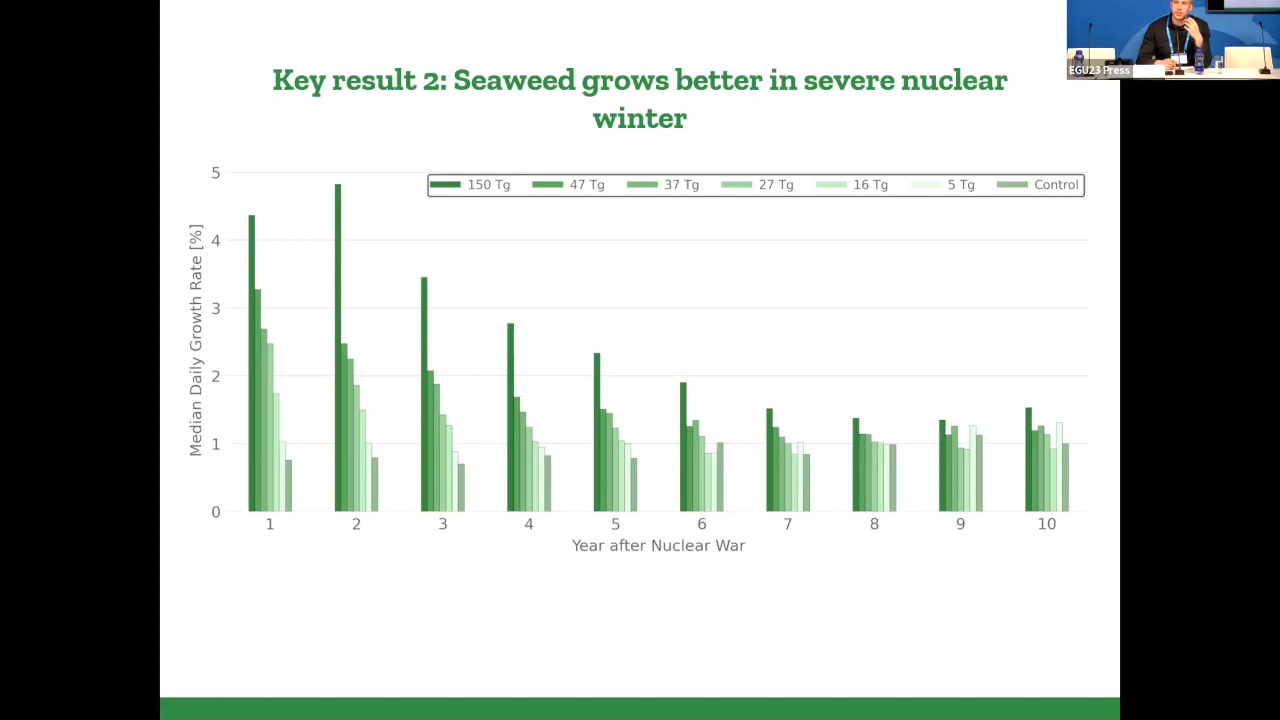 EGU23 Press
Key result 2: Seaweed grows better in severe nuclear
winter
150 Tg 47 Tg 37 Tg 27 Tg 16 Tg 5 Tg Control
Median Daily Growth Rate [%]
5
4
3
2
1
0
1 2 3 4 5 6 7 8 9 10
Year after Nuclear War